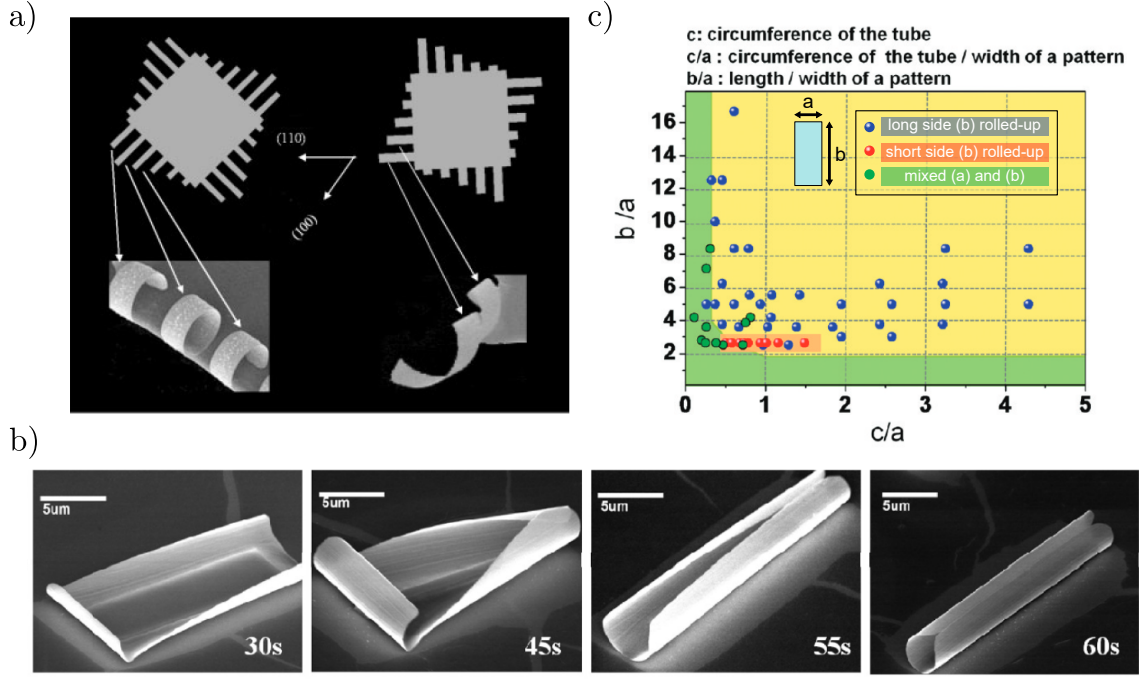 a)
(110)
(100)
c)
c: circumference of the tube
c/a : circumference of the tube / width of a pattern
b/a : length / width of a pattern
a
b
long side (b) rolled-up
short side (b) rolled-up
mixed (a) and (b)
16
14
12
10
8
6
4
2
b/a
0 1 2 3 4 5
c/a
b)
5um
30s
5um
45s
5um
55s
5um
60s